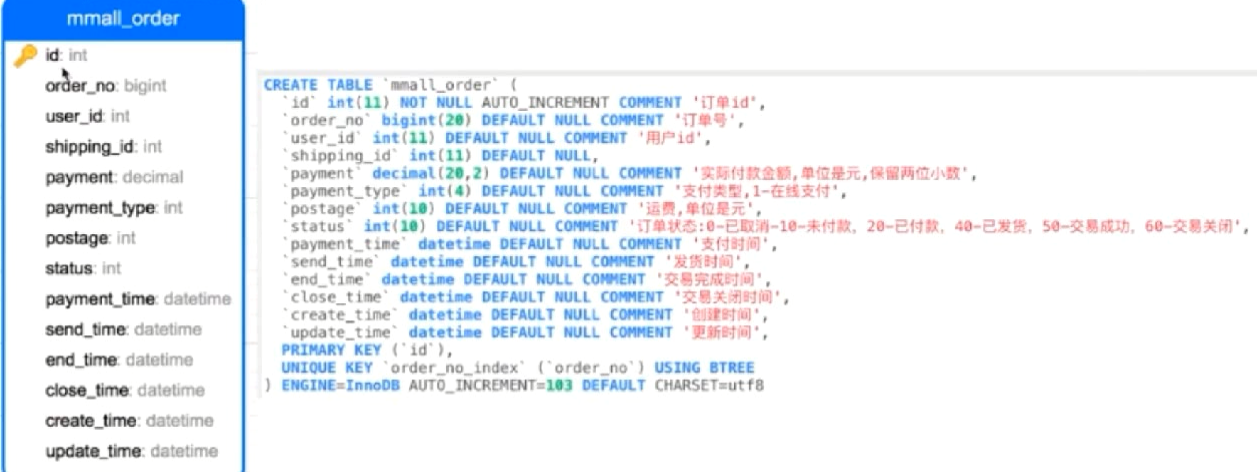 mmall_order
id: int
order_no: bigint
user_id: int
shipping_id: int
payment: decimal
payment_type: int
postage: int
status: int
payment_time: datetime
send_time: datetime
end_time: datetime
close_time: datetime
create_time: datetime
update_time: datetime
CREATE TABLE `mmall_order` (
`id` int(11) NOT NULL AUTO_INCREMENT COMMENT '订单id',
`order_no` bigint(20) DEFAULT NULL COMMENT '订单号',
`user_id` int(11) DEFAULT NULL COMMENT '用户id',
`shipping_id` int(11) DEFAULT NULL,
`payment` decimal(20,2) DEFAULT NULL COMMENT '实际付款金额,单位是元,保留两位小数',
`payment_type` int(4) DEFAULT NULL COMMENT '支付类型,1-在线支付',
`postage` int(10) DEFAULT NULL COMMENT '运费,单位是元',
`status` int(10) DEFAULT NULL COMMENT '订单状态:0-已取消-10-未付款, 20-已付款, 40-已发货, 50-交易成功, 60-交易关闭',
`payment_time` datetime DEFAULT NULL COMMENT '支付时间',
`send_time` datetime DEFAULT NULL COMMENT '发货时间',
`end_time` datetime DEFAULT NULL COMMENT '交易完成时间',
`close_time` datetime DEFAULT NULL COMMENT '交易关闭时间',
`create_time` datetime DEFAULT NULL COMMENT '创建时间',
`update_time` datetime DEFAULT NULL COMMENT '更新时间',
PRIMARY KEY (`id`),
UNIQUE KEY `order_no_index` (`order_no`) USING BTREE
) ENGINE=InnoDB AUTO_INCREMENT=103 DEFAULT CHARSET=utf8